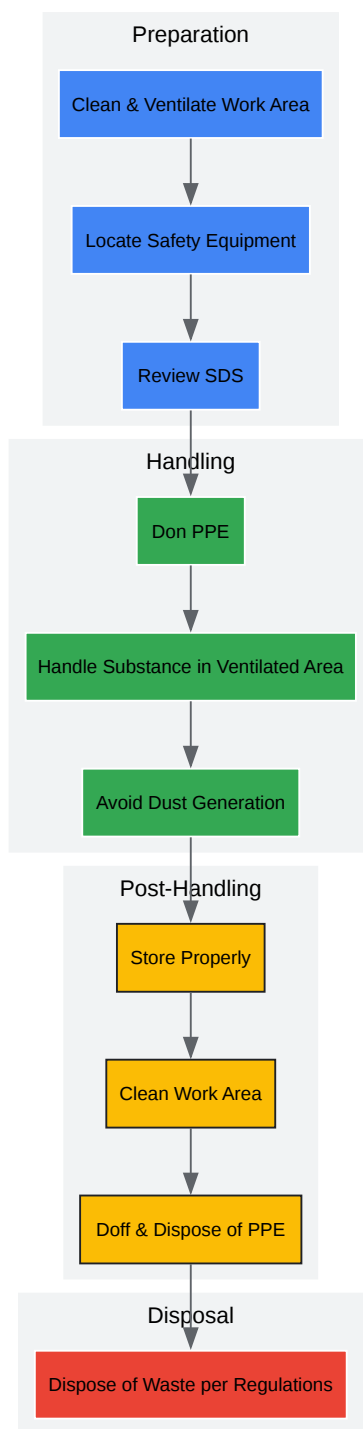 Preparation
Clean & Ventilate Work Area
Locate Safety Equipment
Review SDS
Handling
Don PPE
Handle Substance in Ventilated Area
Avoid Dust Generation
Post-Handling
Store Properly
Clean Work Area
Doff & Dispose of PPE
Disposal
Dispose of Waste per Regulations